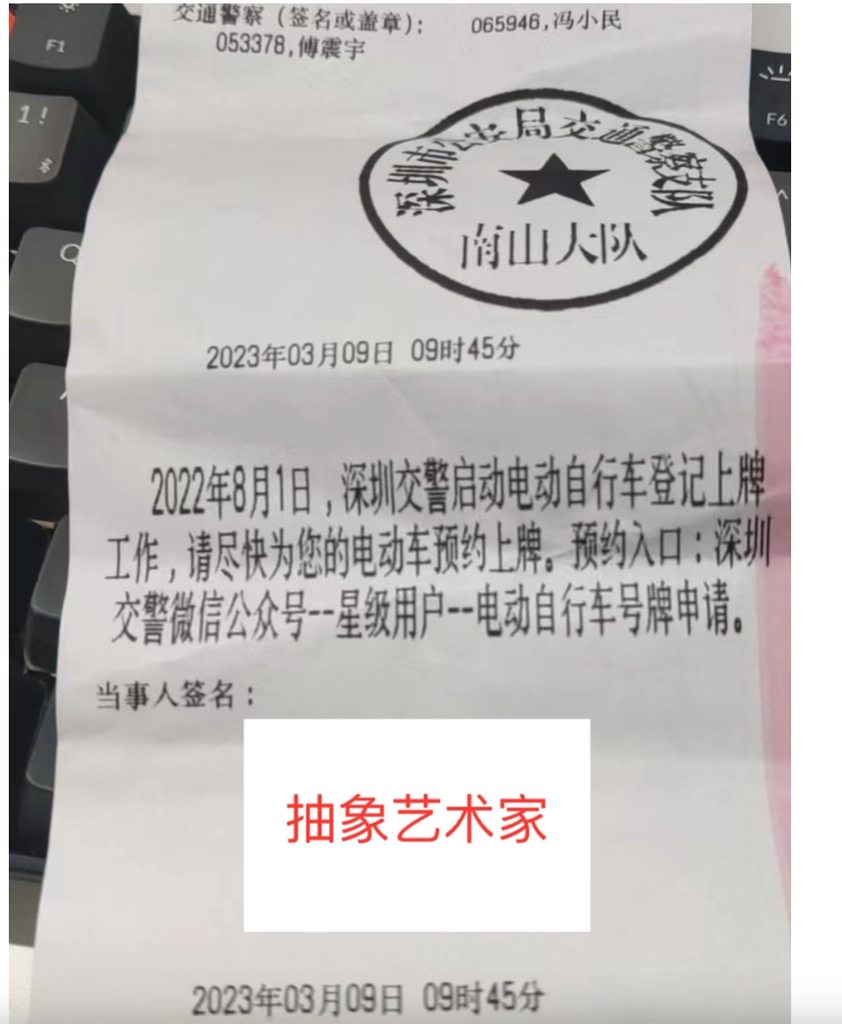 F1
1!
Q
F6
交通警察(签名或盖章): 065946,冯小民
053378,傅震宇
深圳市公安局交通警察支队
南山大队
2023年03月09日 09时45分
2022年8月1日,深圳交警启动电动自行车登记上牌
工作,请尽快为您的电动车预约上牌。预约入口:深圳
交警微信公众号--星级用户--电动自行车号牌申请。
当事人签名:
抽象艺术家
2023年03月09日 09时45分